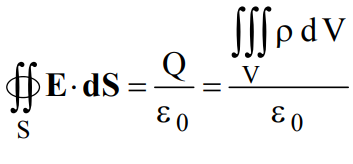 ∯_S E · dS = Q / ε₀ = ∭_V ρ dV / ε₀